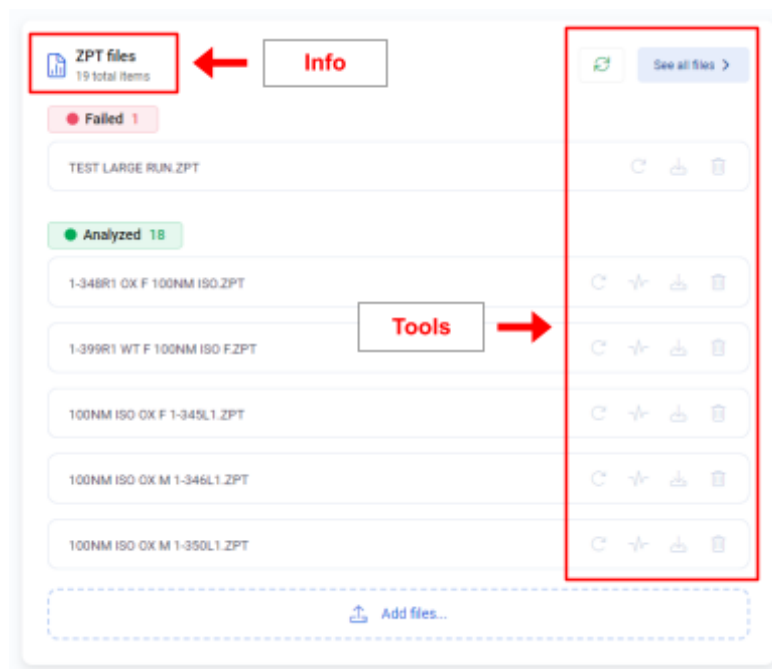 ZPT files
19 total items
Info
See all files >
Failed 1
TEST LARGE RUN.ZPT
Analyzed 18
1-348R1 OX F 100NM ISO.ZPT
Tools
1-399R1 WT F 100NM ISO F.ZPT
100NM ISO OX F 1-345L1.ZPT
100NM ISO OX M 1-346L1.ZPT
100NM ISO OX M 1-350L1.ZPT
Add files...